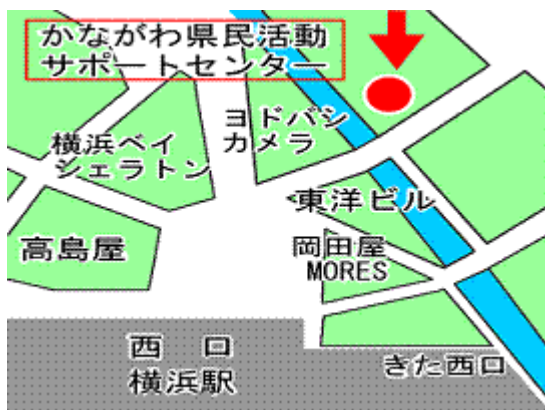 かながわ県民活動
サポートセンター
ヨドバシ
カメラ
横浜ベイ
シェラトン
東洋ビル
高島屋
岡田屋
MORES
西口
横浜駅
きた西口